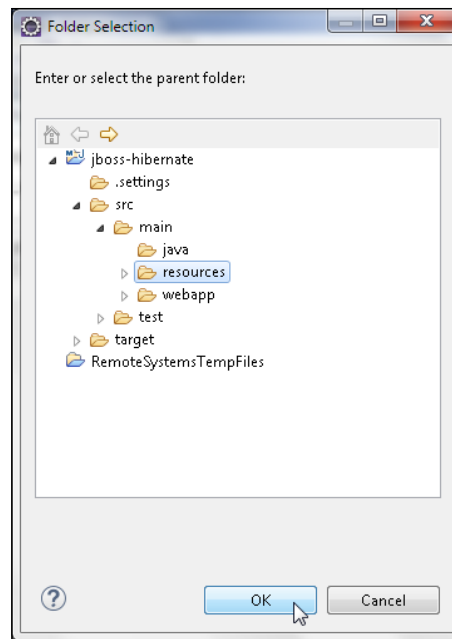 Folder Selection
Enter or select the parent folder:
jboss-hibernate
.settings
src
main
java
resources
webapp
test
target
RemoteSystemsTempFiles
OK
Cancel